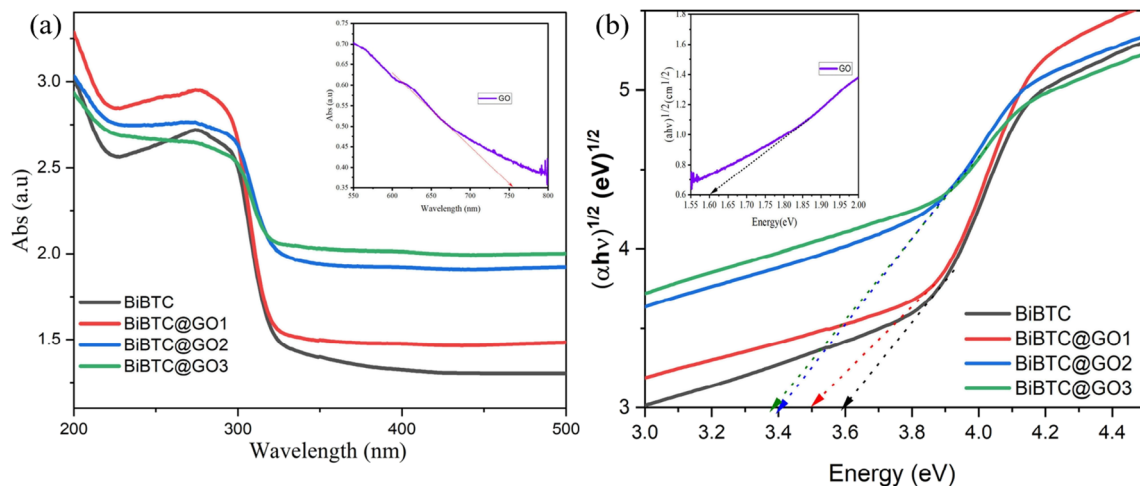 (a)
Abs (a.u)
3.0
2.5
2.0
1.5
200
300
400
500
Wavelength (nm)
BiBTC
BiBTC@GO1
BiBTC@GO2
BiBTC@GO3
Abs (a.u)
0.75
0.70
0.65
0.60
0.55
0.50
0.45
0.40
0.35
550
600
650
700
750
800
Wavelength (nm)
GO
(b)
(αhν)1/2 (eV)1/2
5
4
3
3.0
3.2
3.4
3.6
3.8
4.0
4.2
4.4
Energy (eV)
BiBTC
BiBTC@GO1
BiBTC@GO2
BiBTC@GO3
(ahv)1/2(cm1/2)
1.8
1.6
1.4
1.2
1.0
0.8
0.6
1.55
1.60
1.65
1.70
1.75
1.80
1.85
1.90
1.95
2.00
Energy(eV)
GO